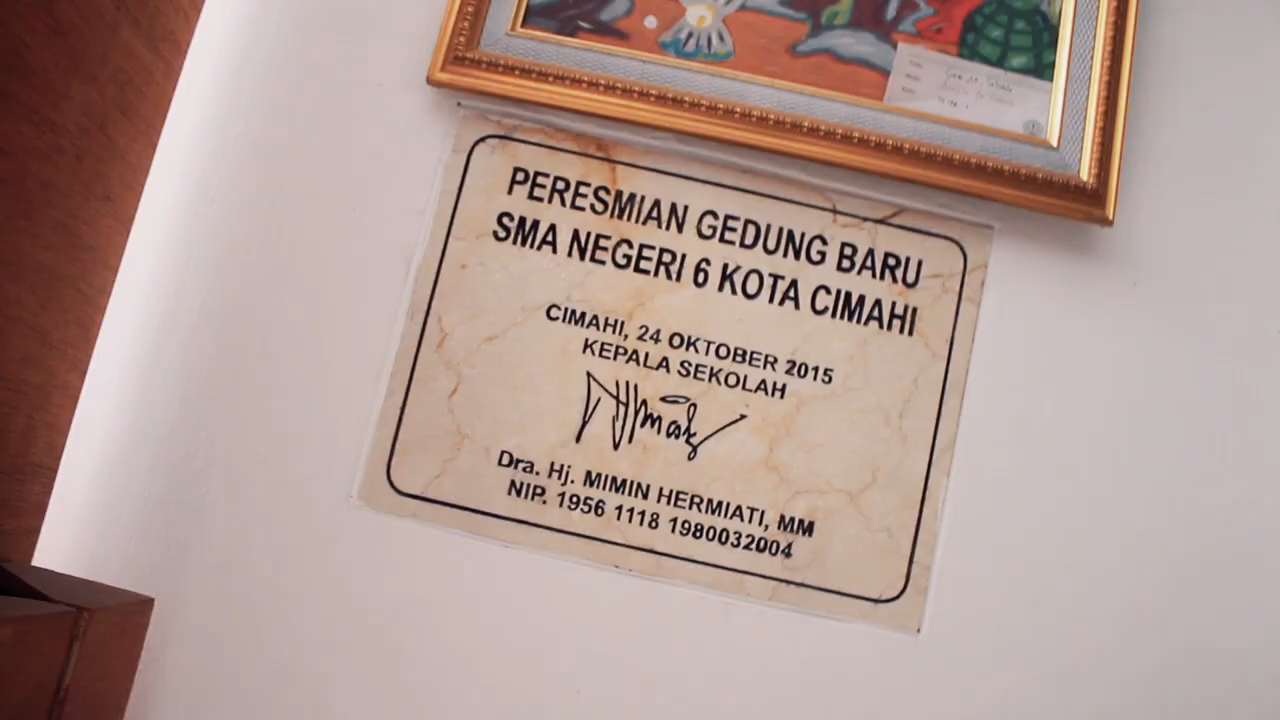 PERESMIAN GEDUNG BARU
SMA NEGERI 6 KOTA CIMAHI
CIMAHI, 24 OKTOBER 2015
KEPALA SEKOLAH
Dra. Hj. MIMIN HERMIATI, MM
NIP. 1956 1118 1980032004